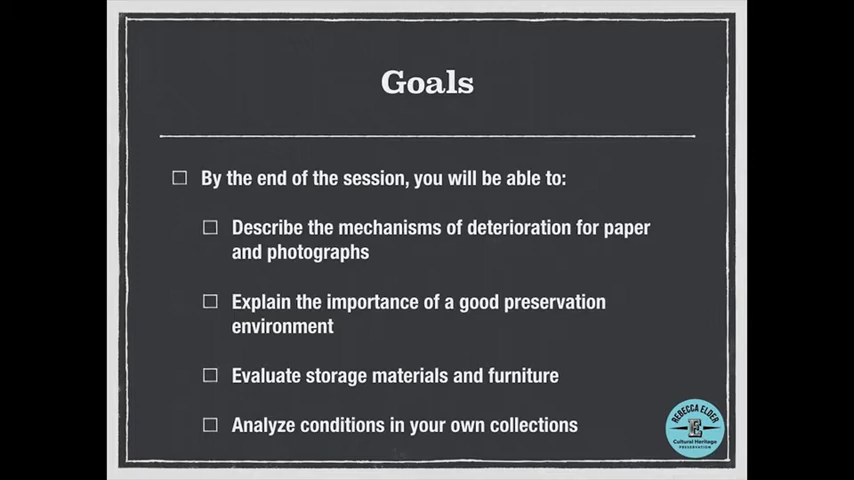 Goals
By the end of the session, you will be able to:
Describe the mechanisms of deterioration for paper
and photographs
Explain the importance of a good preservation
environment
Evaluate storage materials and furniture
Analyze conditions in your own collections
REBECCA ELDER
E
Cultural Heritage
PRESERVATION